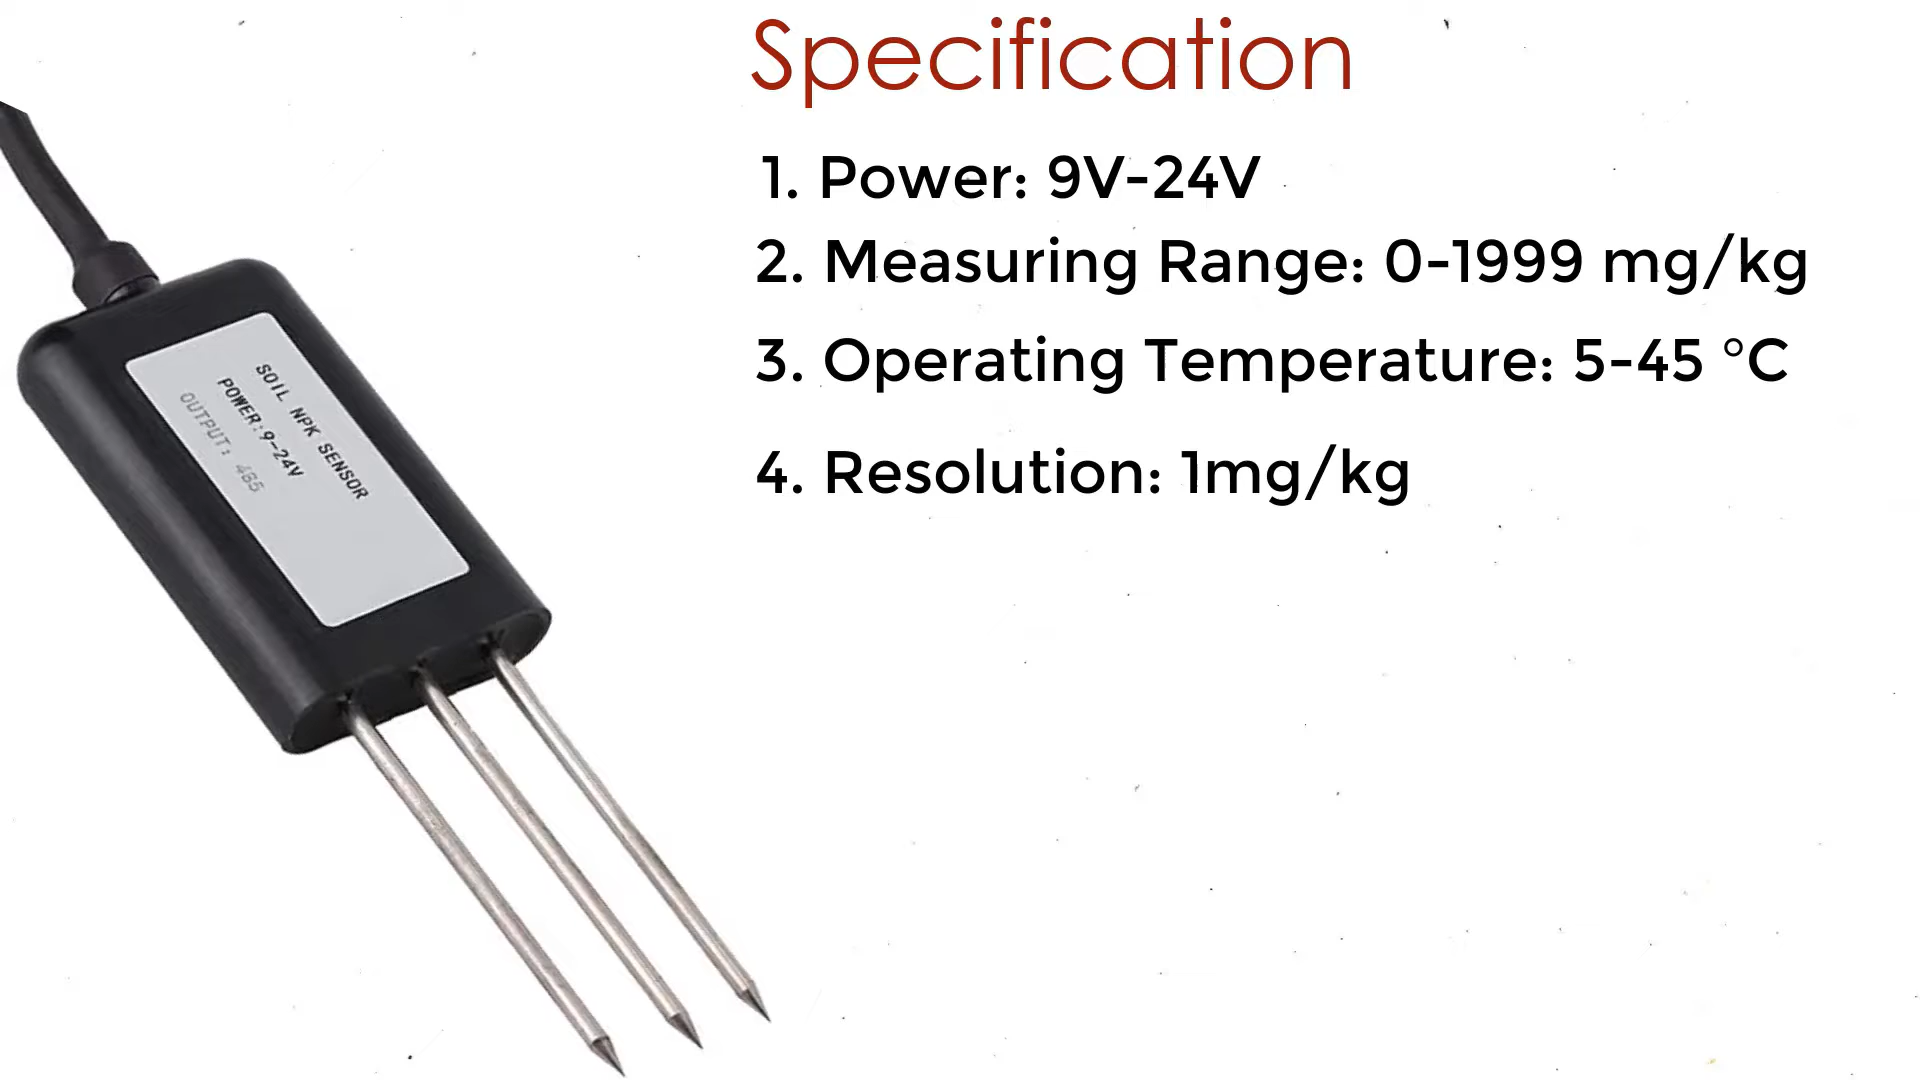 Specification
1. Power: 9V-24V
2. Measuring Range: 0-1999 mg/kg
3. Operating Temperature: 5-45 °C
4. Resolution: 1mg/kg
SOIL NPK SENSOR
POWER:9-24V
OUTPUT: 485